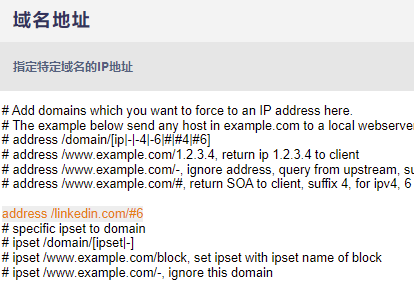 域名地址
指定特定域名的IP地址
# Add domains which you want to force to an IP address here.
# The example below send any host in example.com to a local webserver
# address /domain/[ip|-|-4|-6|#|#4|#6]
# address /www.example.com/1.2.3.4, return ip 1.2.3.4 to client
# address /www.example.com/-, ignore address, query from upstream,
# address /www.example.com/#, return SOA to client, suffix 4, for ipv4, 6
address /linkedin.com/#6
# specific ipset to domain
# ipset /domain/[ipset|-]
# ipset /www.example.com/block, set ipset with ipset name of block
# ipset /www.example.com/-, ignore this domain